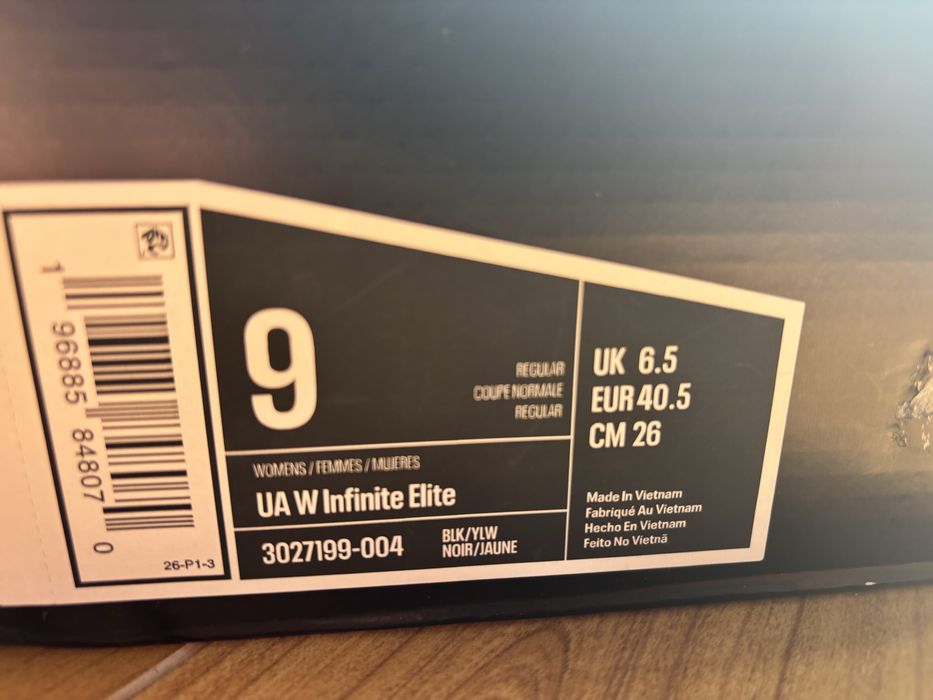 1 96885 84807 0
26-P1-3
9
REGULAR
COUPE NORMALE
REGULAR
WOMENS / FEMMES / MUJERES
UA W Infinite Elite
3027199-004
BLK/YLW
NOIR/JAUNE
UK 6.5
EUR 40.5
CM 26
Made In Vietnam
Fabriqué Au Vietnam
Hecho En Vietnam
Feito No Vietnã